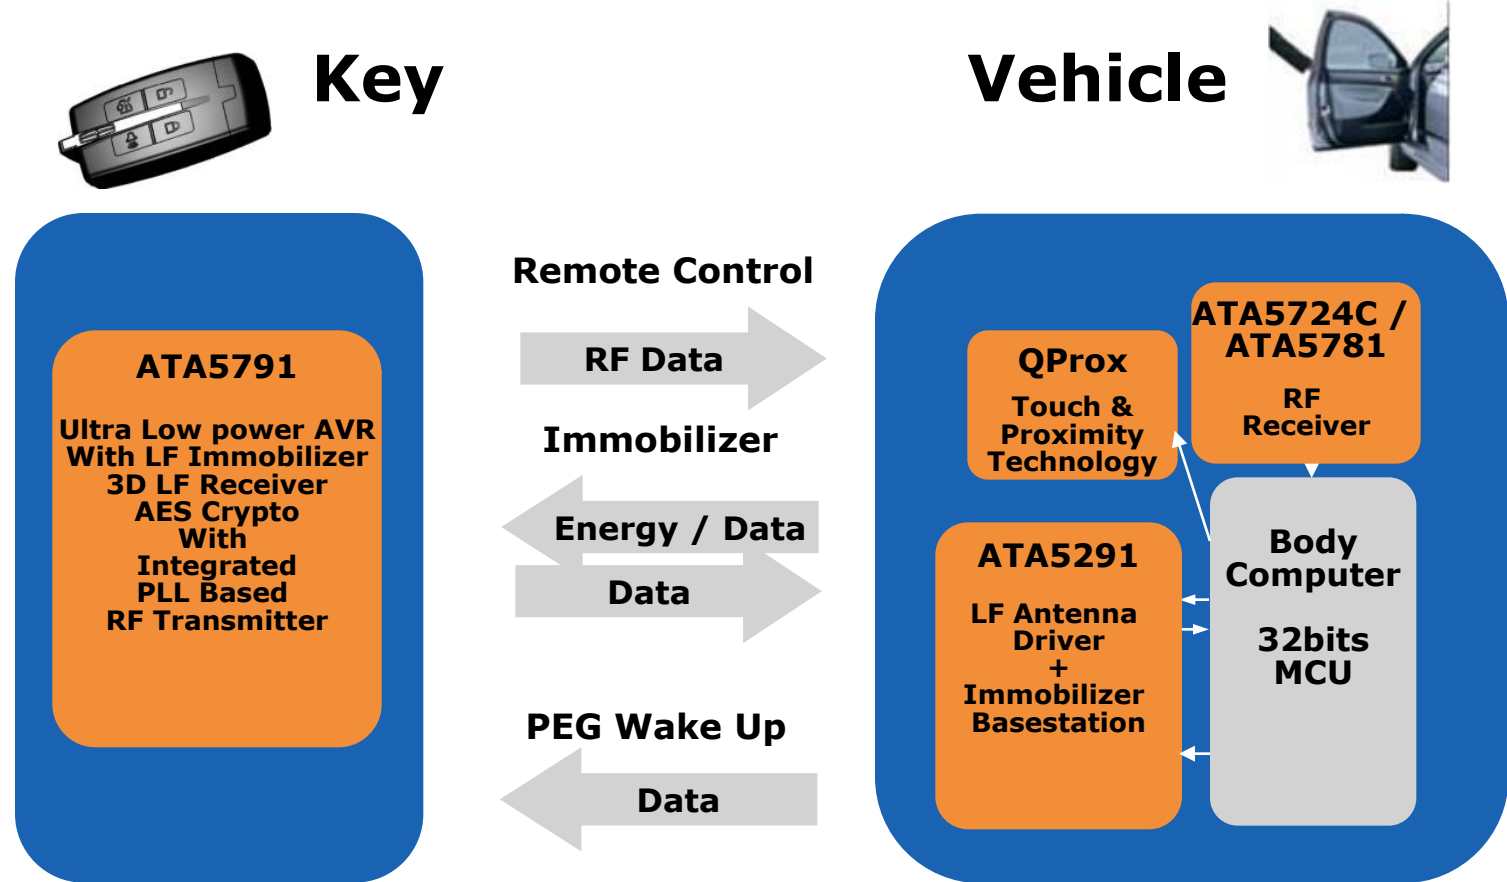 Key
Vehicle
ATA5791
Ultra Low power AVR
With LF Immobilizer
3D LF Receiver
AES Crypto
With
Integrated
PLL Based
RF Transmitter
Remote Control
RF Data
Immobilizer
Energy / Data
Data
PEG Wake Up
Data
QProx
Touch &
Proximity
Technology
ATA5724C /
ATA5781
RF
Receiver
ATA5291
LF Antenna
Driver
+
Immobilizer
Basestation
Body
Computer
32bits
MCU